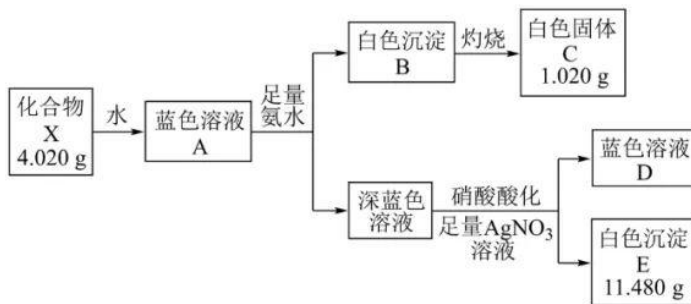 化合物
X
4.020 g
水
蓝色溶液
A
足量
氨水
白色沉淀
B
灼烧
白色固体
C
1.020 g
深蓝色
溶液
硝酸酸化
足量AgNO₃
溶液
蓝色溶液
D
白色沉淀
E
11.480 g